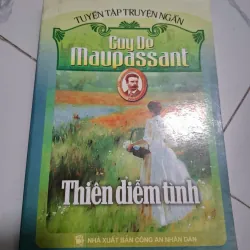 TUYỂN TẬP TRUYỆN NGẮN
Guy De
Maupassant
Thiên diễm tình
NHÀ XUẤT BẢN CÔNG AN NHÂN DÂN